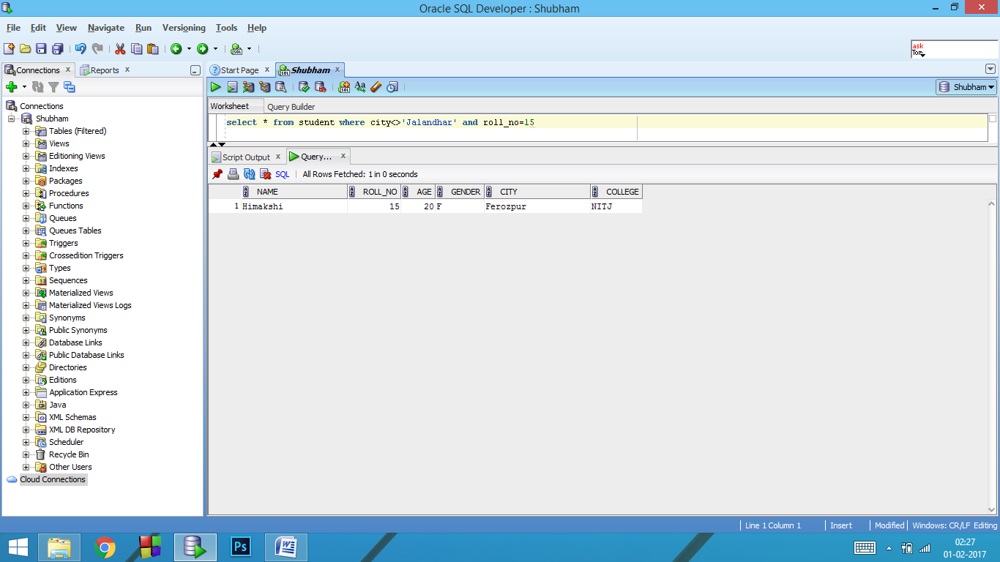 Oracle SQL Developer : Shubham
File Edit View Navigate Run Versioning Tools Help
ask
Tom
Connections x Reports x
Start Page x Shubham x
SQL
Aa
Shubham
Worksheet Query Builder
select * from student where city<>'Jalandhar' and roll_no=15
Script Output x Query... x
SQL | All Rows Fetched: 1 in 0 seconds
NAME ROLL_NO AGE GENDER CITY COLLEGE
1 Himakshi 15 20 F Ferozpur NITJ
Connections
Shubham
Tables (Filtered)
Views
Editioning Views
Indexes
Packages
Procedures
Functions
Queues
Queues Tables
Triggers
Crossedition Triggers
Types
Sequences
Materialized Views
Materialized Views Logs
Synonyms
Public Synonyms
Database Links
Public Database Links
Directories
Editions
Application Express
Java
XML Schemas
XML DB Repository
Scheduler
Recycle Bin
Other Users
Cloud Connections
Line 1 Column 1 | Insert | Modified | Windows: CR/LF Editing
Ps
W
02:27
01-02-2017